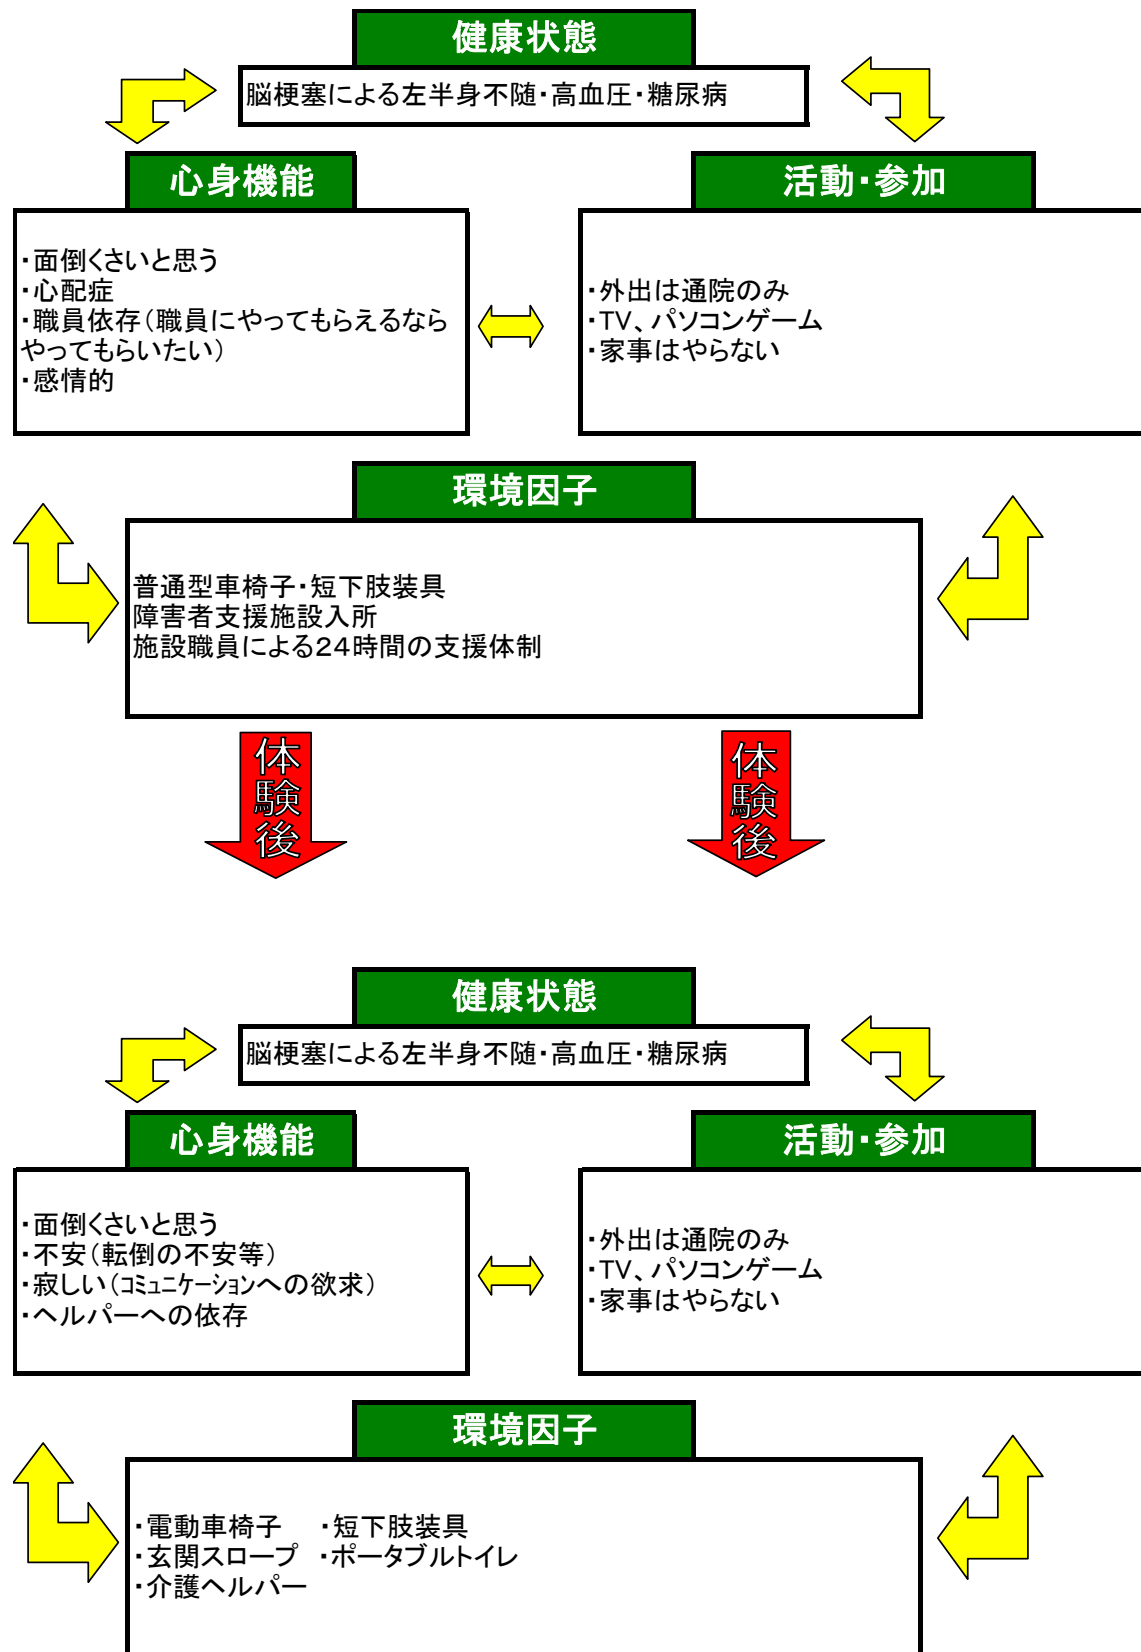 健康状態
脳梗塞による左半身不随・高血圧・糖尿病
心身機能
・面倒くさいと思う
・心配症
・職員依存(職員にやってもらえるなら
やってもらいたい)
・感情的
活動・参加
・外出は通院のみ
・TV、パソコンゲーム
・家事はやらない
環境因子
普通型車椅子・短下肢装具
障害者支援施設入所
施設職員による24時間の支援体制
体験後
体験後
健康状態
脳梗塞による左半身不随・高血圧・糖尿病
心身機能
・面倒くさいと思う
・不安(転倒の不安等)
・寂しい(ｺﾐｭﾆｹｰｼｮﾝへの欲求)
・ヘルパーへの依存
活動・参加
・外出は通院のみ
・TV、パソコンゲーム
・家事はやらない
環境因子
・電動車椅子　・短下肢装具
・玄関スロープ　・ポータブルトイレ
・介護ヘルパー